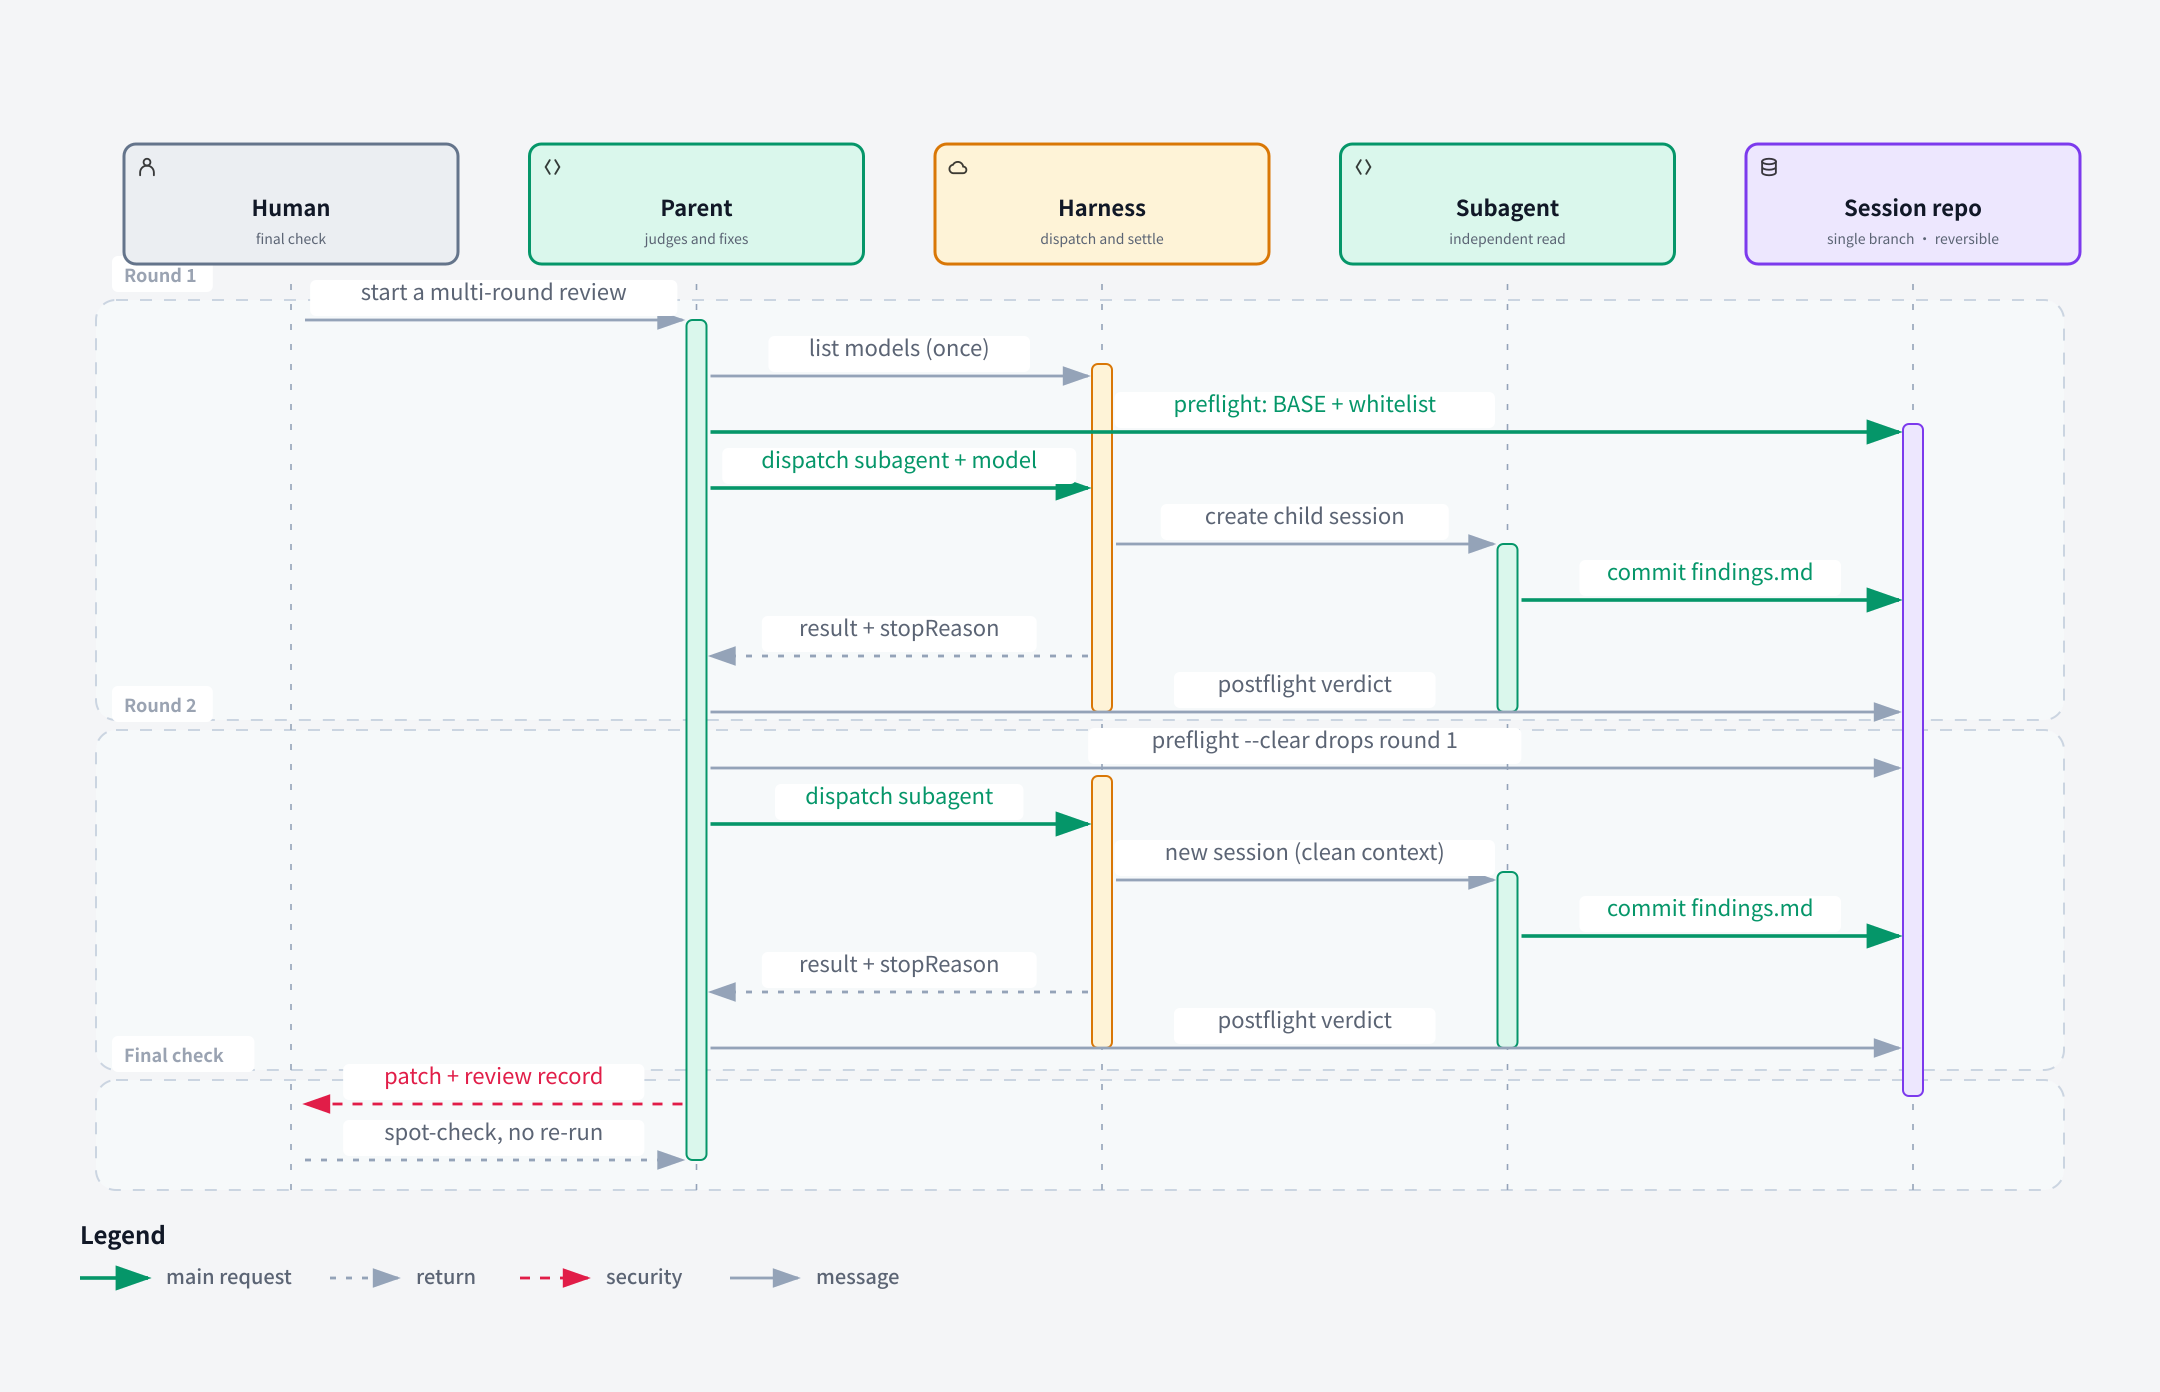 Human
final check
Parent
judges and fixes
Harness
dispatch and settle
Subagent
independent read
Session repo
single branch • reversible
Round 1
start a multi-round review
list models (once)
preflight: BASE + whitelist
dispatch subagent + model
create child session
commit findings.md
result + stopReason
postflight verdict
Round 2
preflight --clear drops round 1
dispatch subagent
new session (clean context)
commit findings.md
result + stopReason
postflight verdict
Final check
patch + review record
spot-check, no re-run
Legend
main request
return
security
message